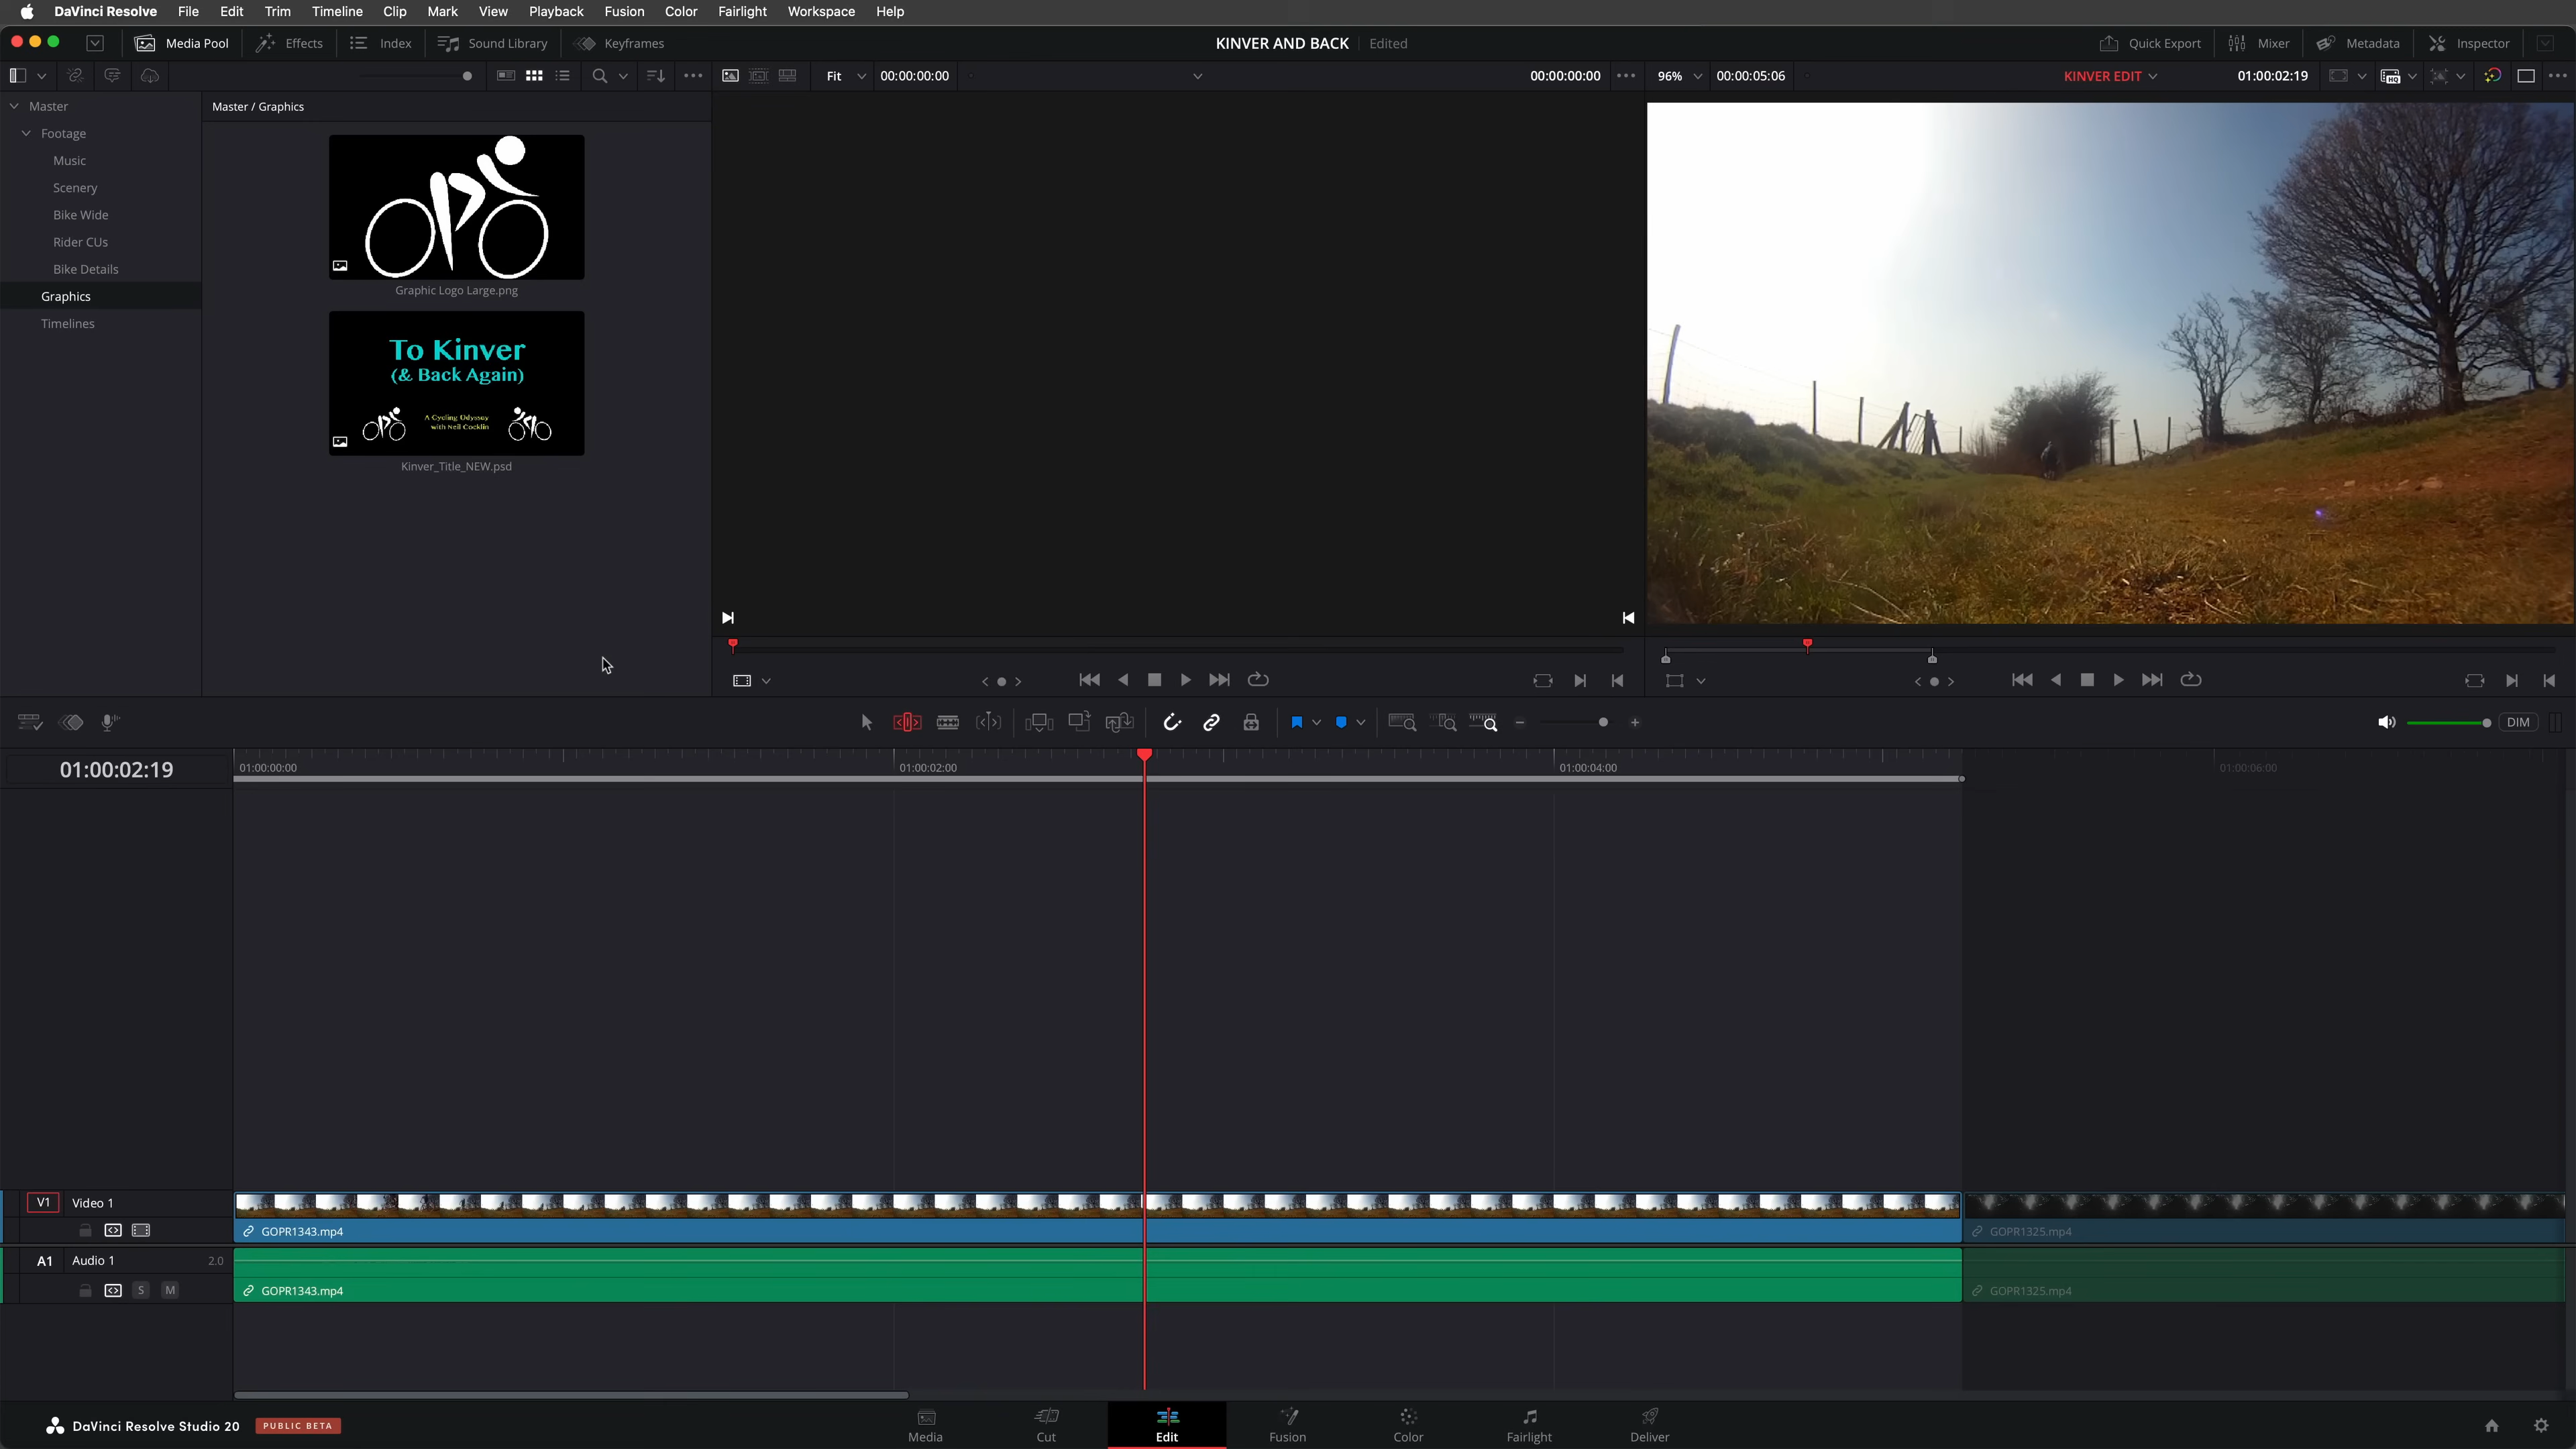 DaVinci Resolve File Edit Trim Timeline Clip Mark View Playback Fusion Color Fairlight Workspace Help
Media Pool Effects Index Sound Library Keyframes KINVER AND BACK Edited Quick Export Mixer Metadata Inspector
Fit 00:00:00:00 00:00:00:00 96% 00:00:05:06 KINVER EDIT 01:00:02:19
Master
Master / Graphics
Footage
Music
Scenery
Bike Wide
Rider CUs
Bike Details
Graphics
Timelines
Graphic Logo Large.png
To Kinver
(& Back Again)
A Cycling Odyssey
with Neil Cocklin
Kinver_Title_NEW.psd
DIM
01:00:02:19
01:00:00:00 01:00:02:00 01:00:04:00 01:00:06:00
V1 Video 1
GOPR1343.mp4 GOPR1325.mp4
A1 Audio 1 2.0
S M
GOPR1343.mp4 GOPR1325.mp4
DaVinci Resolve Studio 20 PUBLIC BETA
Media Cut Edit Fusion Color Fairlight Deliver